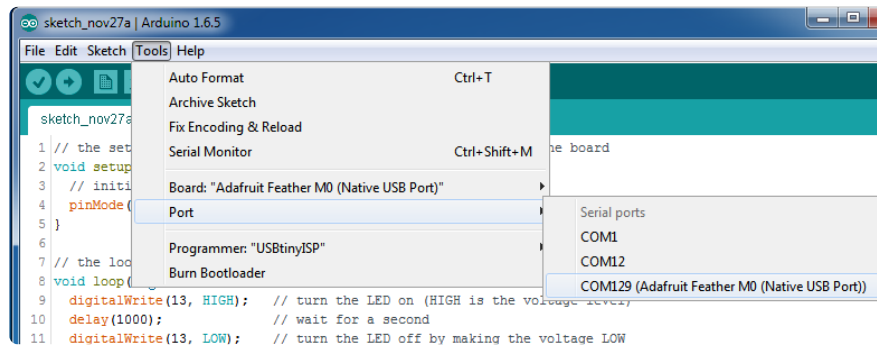 sketch_nov27a | Arduino 1.6.5
File Edit Sketch Tools Help
Auto Format Ctrl+T
Archive Sketch
sketch_nov27a
Fix Encoding & Reload
Serial Monitor Ctrl+Shift+M
Board: "Adafruit Feather M0 (Native USB Port)"
Port
Programmer: "USBtinyISP"
Burn Bootloader
Serial ports
COM1
COM12
COM129 (Adafruit Feather M0 (Native USB Port))
1 // the set he board
2 void setup
3 // initi
4 pinMode(
5 }
6
7 // the loo
8 void loop(
9 digitalWrite(13, HIGH); // turn the LED on (HIGH is the voltage level)
10 delay(1000); // wait for a second
11 digitalWrite(13, LOW); // turn the LED off by making the voltage LOW